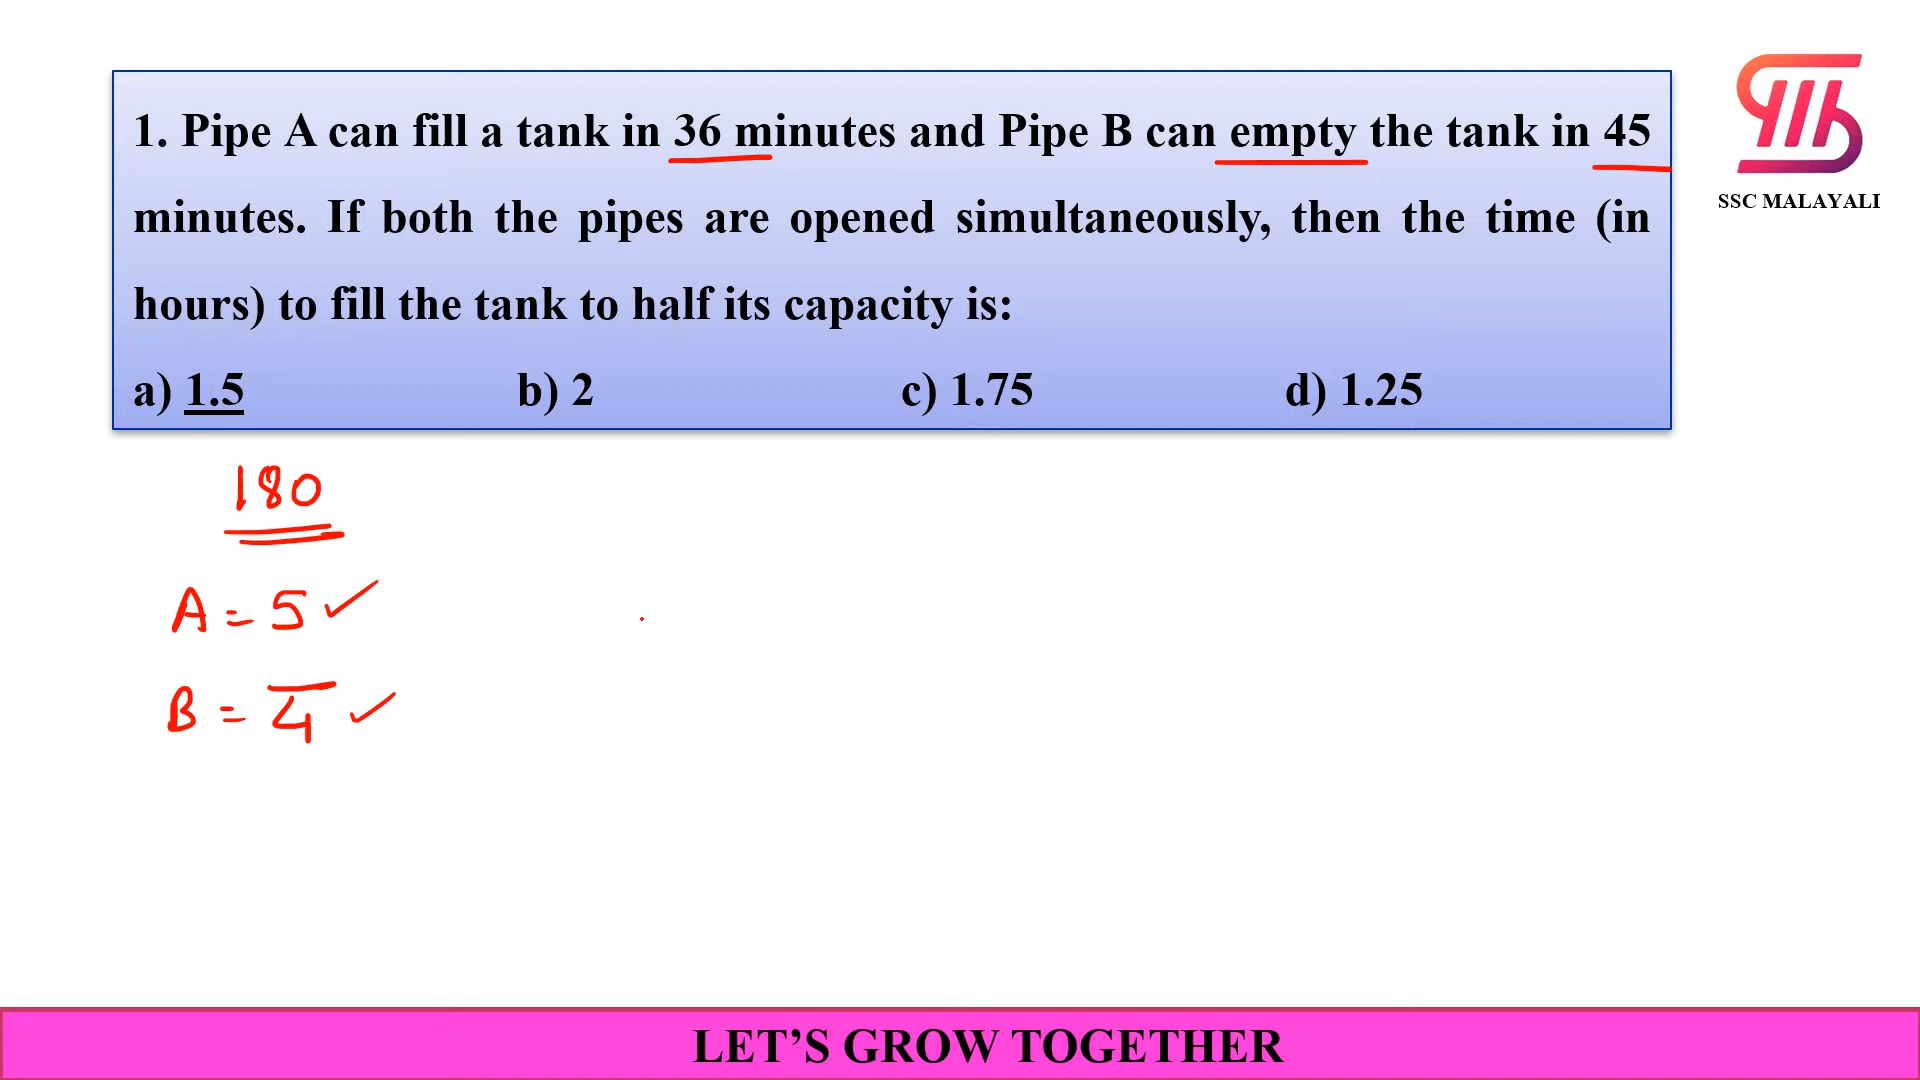 1. Pipe A can fill a tank in 36 minutes and Pipe B can empty the tank in 45
minutes. If both the pipes are opened simultaneously, then the time (in
hours) to fill the tank to half its capacity is:
a) 1.5 b) 2 c) 1.75 d) 1.25
SSC MALAYALI
180
A = 5 ✓
B = 4̅ ✓
LET’S GROW TOGETHER